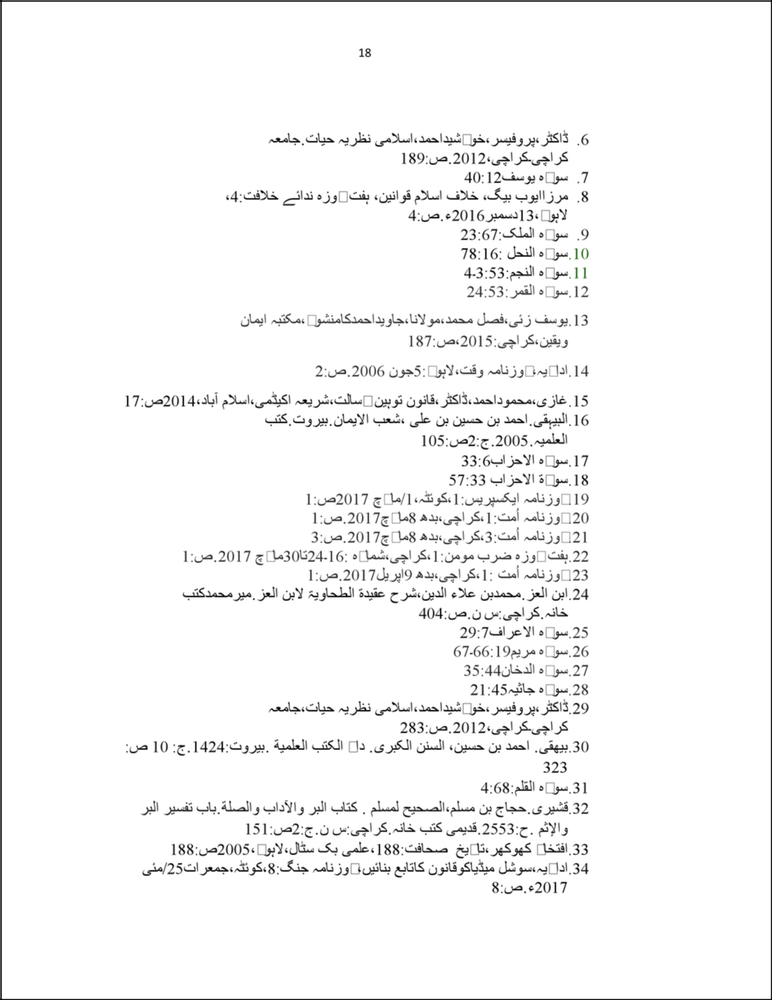 18
6. ڈاکٹر،پروفیسر،خو□شیداحمد،اسلامی نظریہ حیات.جامعہ
کراچی۔کراچی،2012.ص:189
7. سو□ہ یوسف40:12
8. مرزاایوب بیگ، خلاف اسلام قوانین، ہفت□وزہ ندائے خلافت:4،
لاہو□،13دسمبر2016ء.ص:4
9. سو□ہ الملک:23:67
10.سو□ہ النحل :78:16
11.سو□ہ النجم:4-3:53
12.سو□ہ القمر:24:53
13.یوسف زئی،فصل محمد،مولانا،جاویداحمدکامنشو□،مکتبہ ایمان
ویقین،کراچی:2015،ص:187
14.ادا□یہ،□وزنامہ وقت،لاہو□:5جون 2006.ص:2
15.غازی،محموداحمد،ڈاکٹر،قانون توہین□سالت،شریعہ اکیڈمی،اسلام آباد،2014ص:17
16.البیہقی.احمد بن حسین بن علی ،شعب الایمان.بیروت.کتب
العلمیہ.2005.ج:2ص:105
17.سو□ہ الاحزاب33:6
18.سو□ۃ الاحزاب 57:33
19.□وزنامہ ایکسپریس:1،کوئٹہ،1/ما□چ 2017ص:1
20.□وزنامہ اُمت:1،کراچی،بدھ 8ما□چ2017.ص:1
21.□وزنامہ اُمت:3،کراچی،بدھ 8ما□چ2017.ص:3
22.ہفت□وزہ ضرب مومن:1،کراچی،شما□ہ :16-24تا30ما□چ 2017.ص:1
23.□وزنامہ اُمت :1،کراچی،بدھ 9اپریل2017.ص:1
24.ابن العز.محمدبن علاء الدین،شرح عقیدۃ الطحاویۃ لابن العز.میرمحمدکتب
خانہ.کراچی:س ن.ص:404
25.سو□ہ الاعراف29:7
26.سو□ہ مریم67-66:19
27.سو□ہ الدخان35:44
28.سو□ہ جاثیہ21:45
29.ڈاکٹر،پروفیسر،خو□شیداحمد،اسلامی نظریہ حیات،جامعہ
کراچی۔کراچی،2012.ص:283
30.بیھقی. احمد بن حسین، السنن الکبری. دا□ الکتب العلمیۃ .بیروت:1424.ج: 10 ص:
323
31.سو□ہ القلم:4:68
32.قشیری.حجاج بن مسلم،الصحیح لمسلم . کتاب البر والآداب والصلۃ.باب تفسیر البر
والإثم .ح:2553.قدیمی کتب خانہ.کراچی:س ن.ج:2ص:151
33.افتخا□ کھوکھر،تا□یخ صحافت:188،علمی بک سٹال،لاہو□،2005ص:188
34.ادا□یہ،سوشل میڈیاکوقانون کاتابع بنائیں،□وزنامہ جنگ:8،کوئٹہ،جمعرات25/مئی
2017ء.ص:8